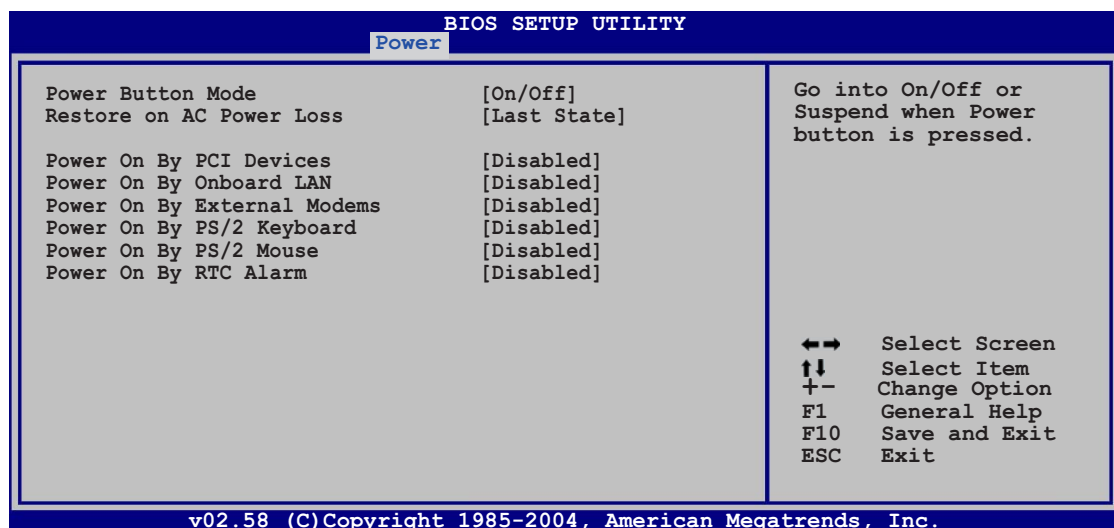 BIOS SETUP UTILITY
Power
Power Button Mode [On/Off]
Restore on AC Power Loss [Last State]
Power On By PCI Devices [Disabled]
Power On By Onboard LAN [Disabled]
Power On By External Modems [Disabled]
Power On By PS/2 Keyboard [Disabled]
Power On By PS/2 Mouse [Disabled]
Power On By RTC Alarm [Disabled]
Go into On/Off or
Suspend when Power
button is pressed.
←→ Select Screen
↑↓ Select Item
+- Change Option
F1 General Help
F10 Save and Exit
ESC Exit
v02.58 (C)Copyright 1985-2004, American Megatrends, Inc.